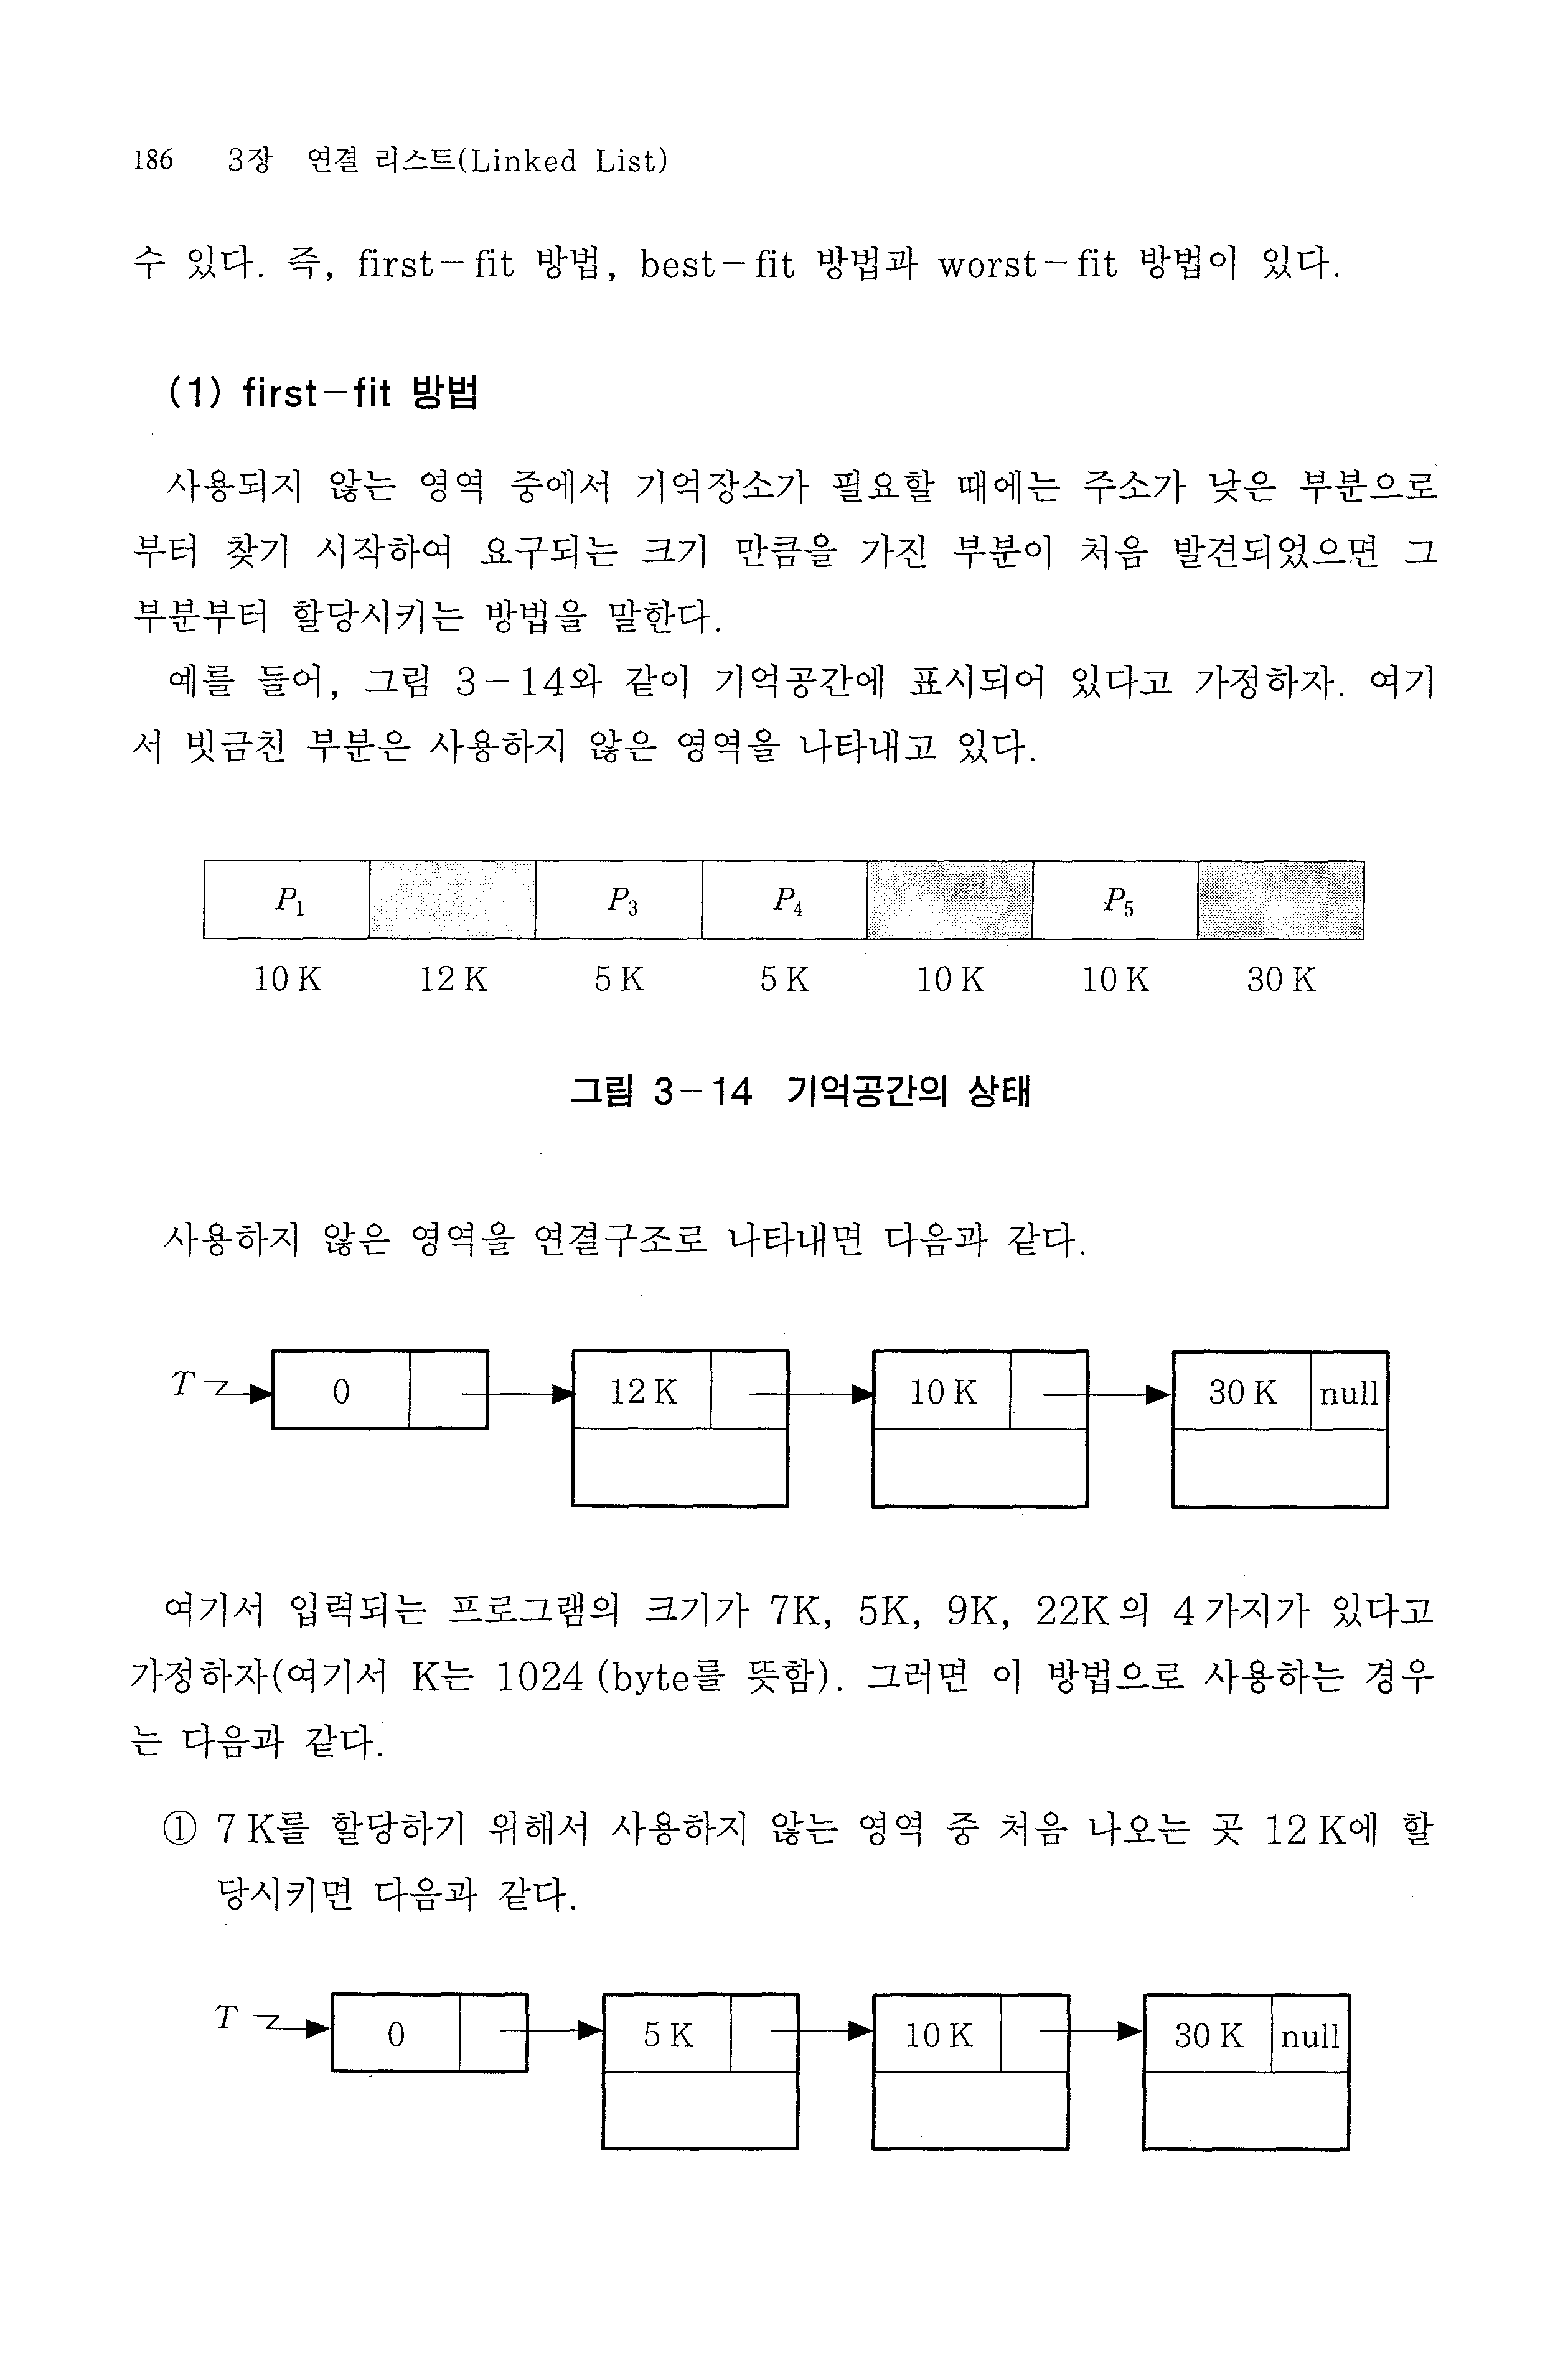 186 3장 연결 리스트(Linked List)
수 있다. 즉, first－fit 방법, best－fit 방법과 worst－fit 방법이 있다.
(1) first－fit 방법
사용되지 않는 영역 중에서 기억장소가 필요할 때에는 주소가 낮은 부분으로
부터 찾기 시작하여 요구되는 크기 만큼을 가진 부분이 처음 발견되었으면 그
부분부터 할당시키는 방법을 말한다.
예를 들어, 그림 3－14와 같이 기억공간에 표시되어 있다고 가정하자. 여기
서 빗금친 부분은 사용하지 않은 영역을 나타내고 있다.
P₁ P₃ P₄ P₅
10 K 12 K 5 K 5 K 10 K 10 K 30 K
그림 3－14 기억공간의 상태
사용하지 않은 영역을 연결구조로 나타내면 다음과 같다.
T 0 12 K 10 K 30 K null
여기서 입력되는 프로그램의 크기가 7K, 5K, 9K, 22K의 4가지가 있다고
가정하자(여기서 K는 1024 (byte를 뜻함). 그러면 이 방법으로 사용하는 경우
는 다음과 같다.
① 7 K를 할당하기 위해서 사용하지 않는 영역 중 처음 나오는 곳 12 K에 할
당시키면 다음과 같다.
T 0 5 K 10 K 30 K null